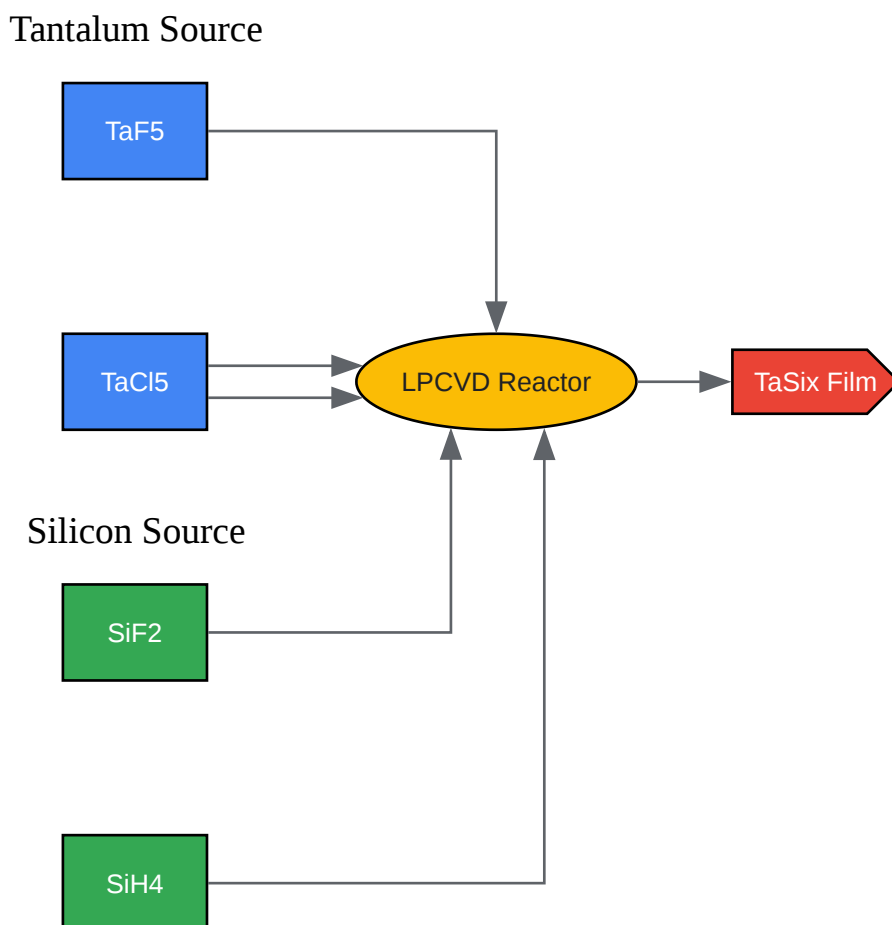 Tantalum Source
TaF5
TaCl5
LPCVD Reactor
TaSix Film
Silicon Source
SiF2
SiH4